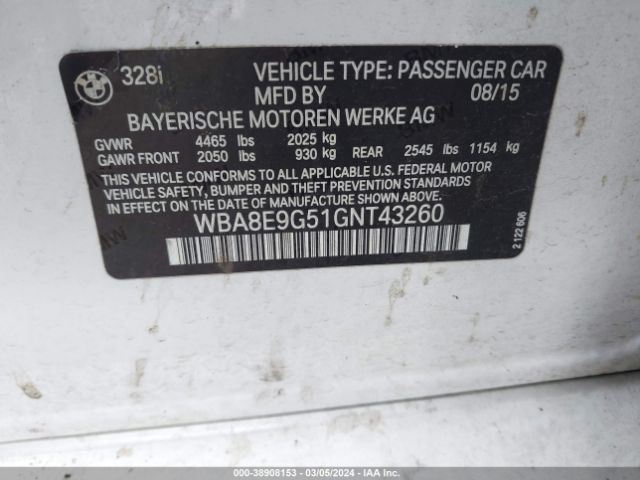 BMW 328i VEHICLE TYPE: PASSENGER CAR
MFD BY 08/15
BAYERISCHE MOTOREN WERKE AG
GVWR 4465 lbs 2025 kg
GAWR FRONT 2050 lbs 930 kg REAR 2545 lbs 1154 kg
THIS VEHICLE CONFORMS TO ALL APPLICABLE U.S. FEDERAL MOTOR
VEHICLE SAFETY, BUMPER AND THEFT PREVENTION STANDARDS
IN EFFECT ON THE DATE OF MANUFACTURE SHOWN ABOVE.
WBA8E9G51GNT43260
2 122 606
000-38908153 - 03/05/2024 - IAA Inc.